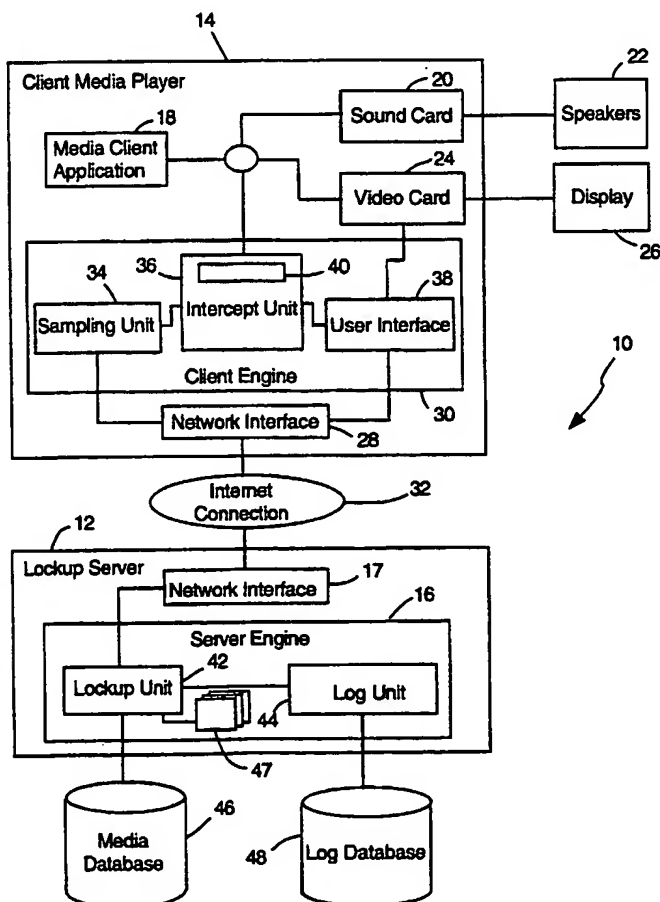 14
Client Media Player
20
22
18
Sound Card
Speakers
Media Client
Application
24
Video Card
Display
26
36
40
34
38
Intercept Unit
Sampling Unit
User Interface
10
Client Engine
30
Network Interface
28
Internet
Connection
32
12
Lockup Server
Network Interface
17
16
Server Engine
42
Lockup Unit
Log Unit
44
47
46
Media
Database
48
Log Database